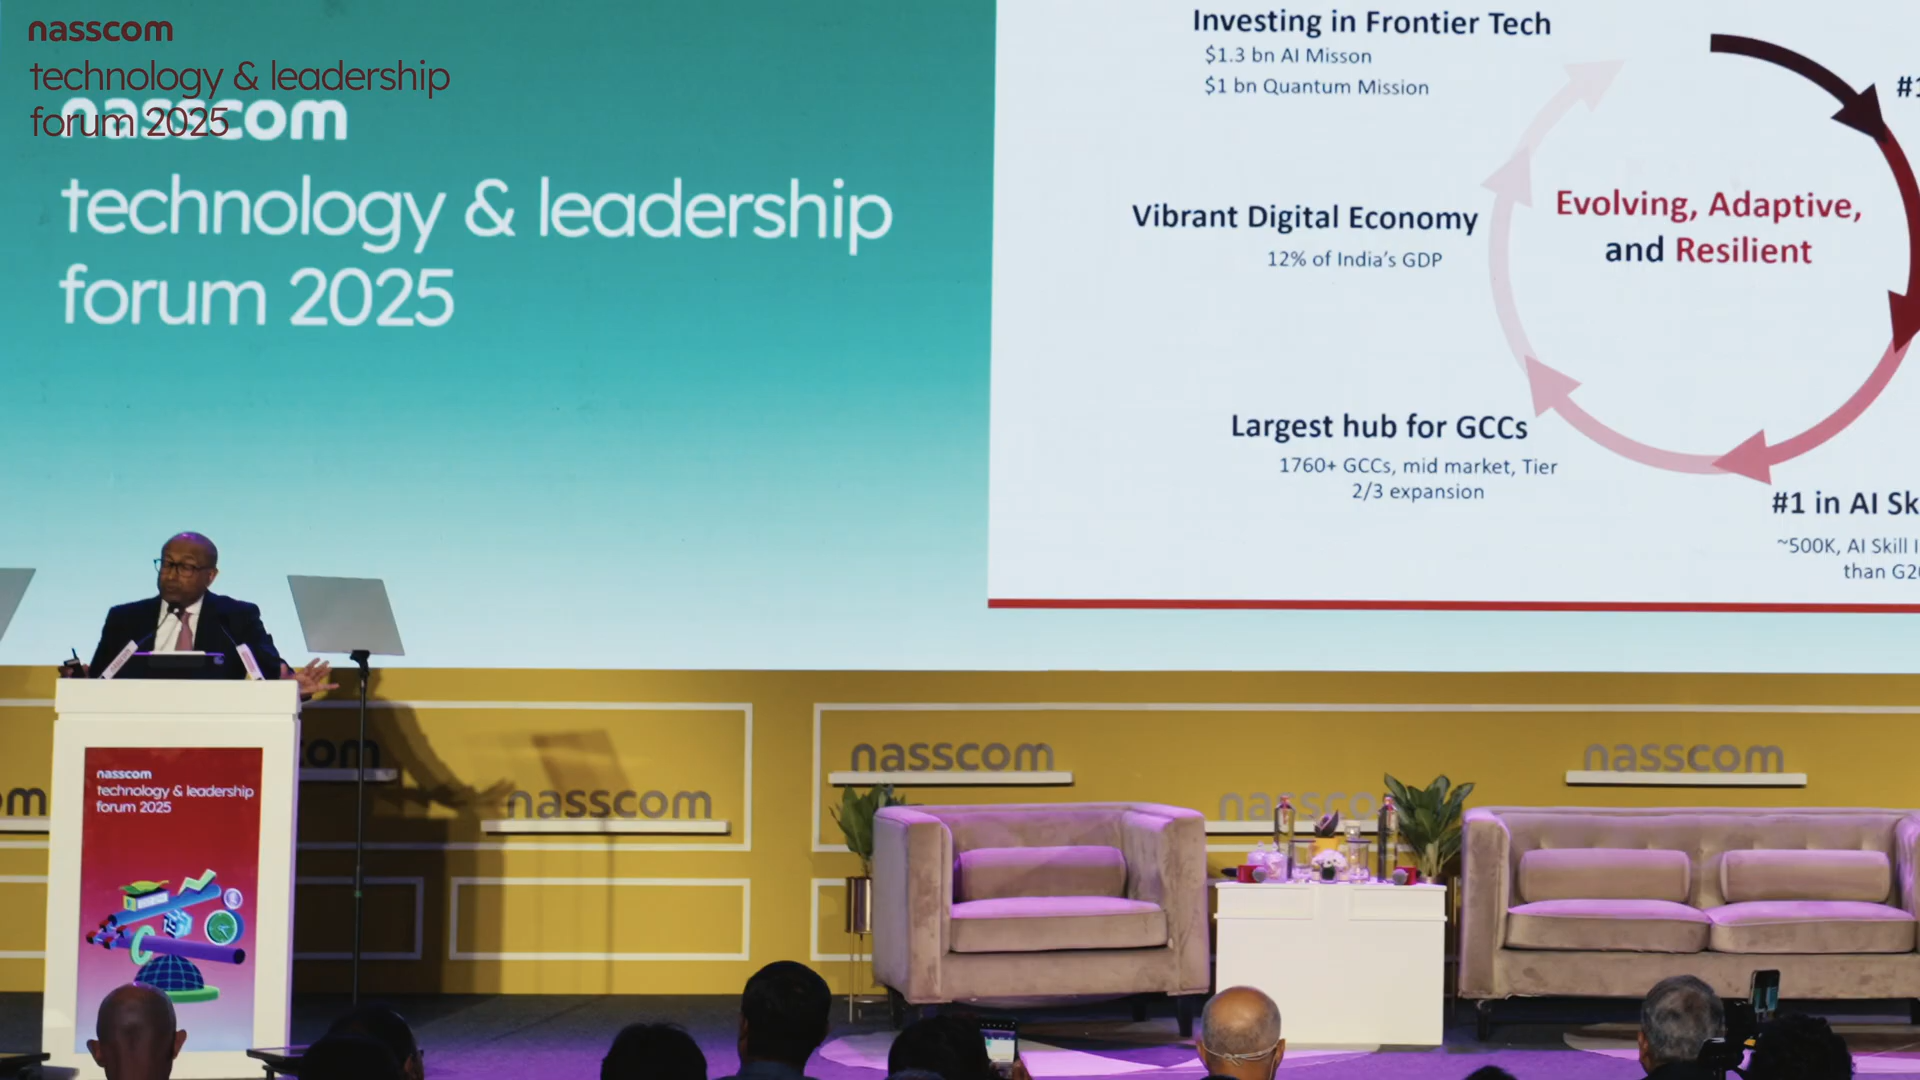 nasscom
technology & leadership
forum 2025
nasscom
technology & leadership
forum 2025
Investing in Frontier Tech
$1.3 bn AI Misson
$1 bn Quantum Mission
#1
Vibrant Digital Economy
12% of India's GDP
Evolving, Adaptive,
and Resilient
Largest hub for GCCs
1760+ GCCs, mid market, Tier
2/3 expansion
#1 in AI Sk
~500K, AI Skill I
than G2
nasscom
nasscom
nasscom
nasscom
nasscom
technology & leadership
forum 2025